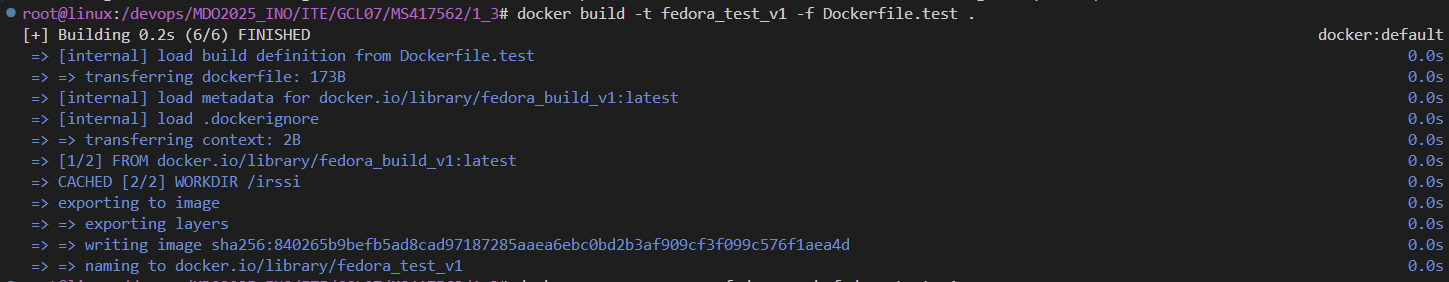 root@linux:/devops/MDO2025_INO/ITE/GCL07/MS417562/1_3# docker build -t fedora_test_v1 -f Dockerfile.test .
[+] Building 0.2s (6/6) FINISHED docker:default
=> [internal] load build definition from Dockerfile.test 0.0s
=> => transferring dockerfile: 173B 0.0s
=> [internal] load metadata for docker.io/library/fedora_build_v1:latest 0.0s
=> [internal] load .dockerignore 0.0s
=> => transferring context: 2B 0.0s
=> [1/2] FROM docker.io/library/fedora_build_v1:latest 0.0s
=> CACHED [2/2] WORKDIR /irssi 0.0s
=> exporting to image 0.0s
=> => exporting layers 0.0s
=> => writing image sha256:840265b9befb5ad8cad97187285aaea6ebc0bd2b3af909cf3f099c576f1aea4d 0.0s
=> => naming to docker.io/library/fedora_test_v1 0.0s